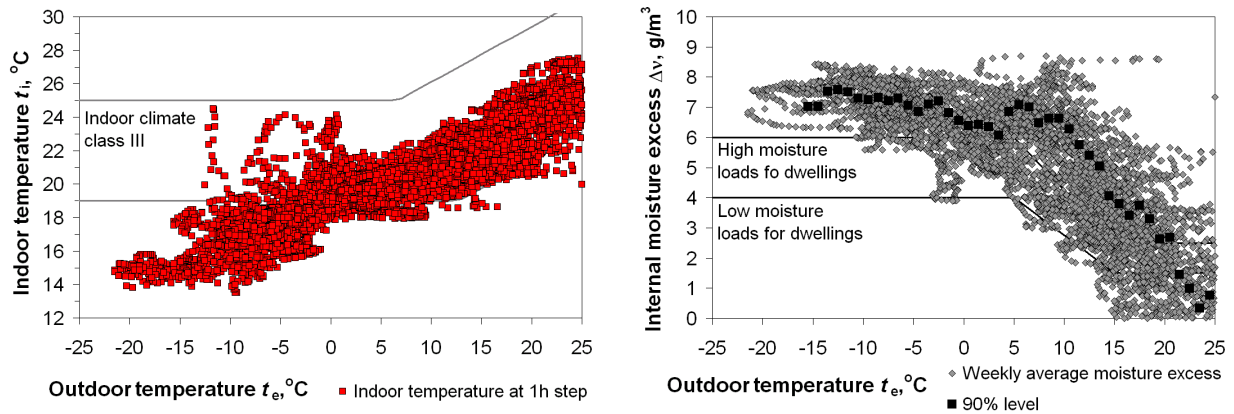 Indoor temperature ti, °C
30
28
26
24
22
20
18
16
14
12
Indoor climate
class III
-25 -20 -15 -10 -5 0 5 10 15 20 25
Outdoor temperature te,°C
Indoor temperature at 1h step
Internal moisture excess Δν, g/m3
10
9
8
7
6
5
4
3
2
1
0
High moisture
loads fo dwellings
Low moisture
loads for dwellings
-25 -20 -15 -10 -5 0 5 10 15 20 25
Outdoor temperature te,°C
Weekly average moisture excess
90% level